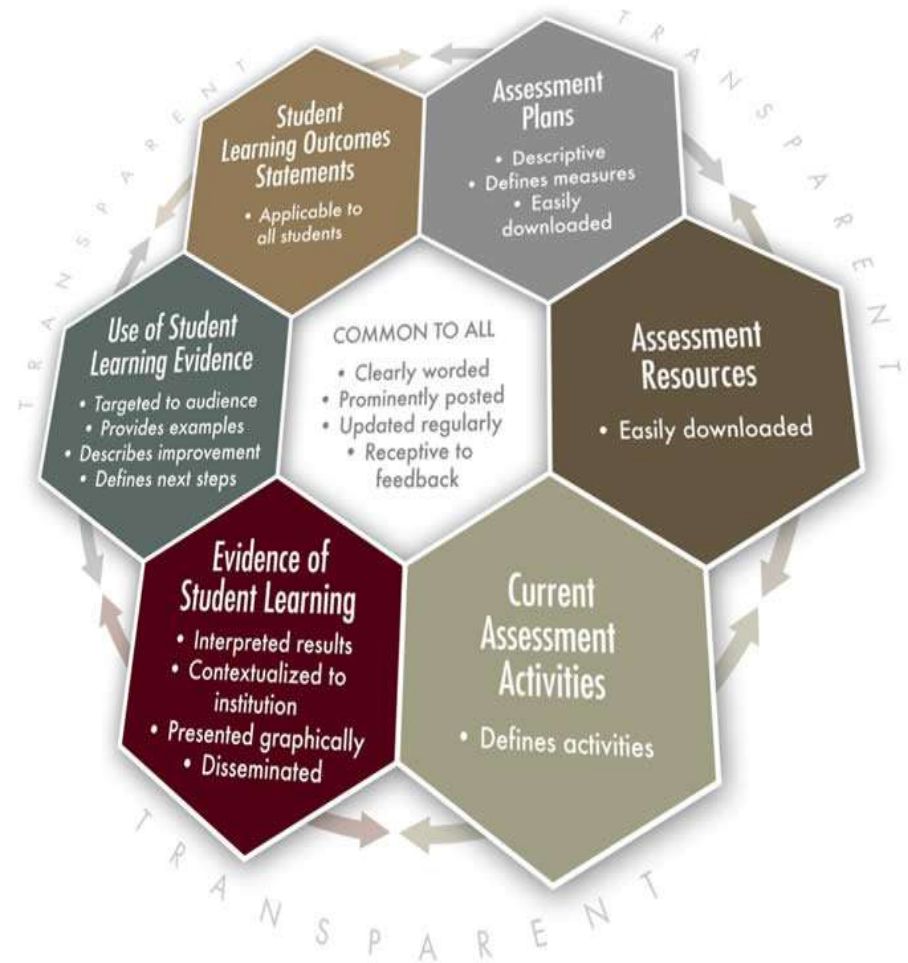 TRANSPARENT
TRANSPARENT
Student
Learning Outcomes
Statements
• Applicable to
all students
Assessment
Plans
• Descriptive
• Defines measures
• Easily
downloaded
Use of Student
Learning Evidence
• Targeted to audience
• Provides examples
• Describes improvement
• Defines next steps
COMMON TO ALL
• Clearly worded
• Prominently posted
• Updated regularly
• Receptive to
feedback
Assessment
Resources
• Easily downloaded
Evidence of
Student Learning
• Interpreted results
• Contextualized to
institution
• Presented graphically
• Disseminated
Current
Assessment
Activities
• Defines activities
TRANSPARENT